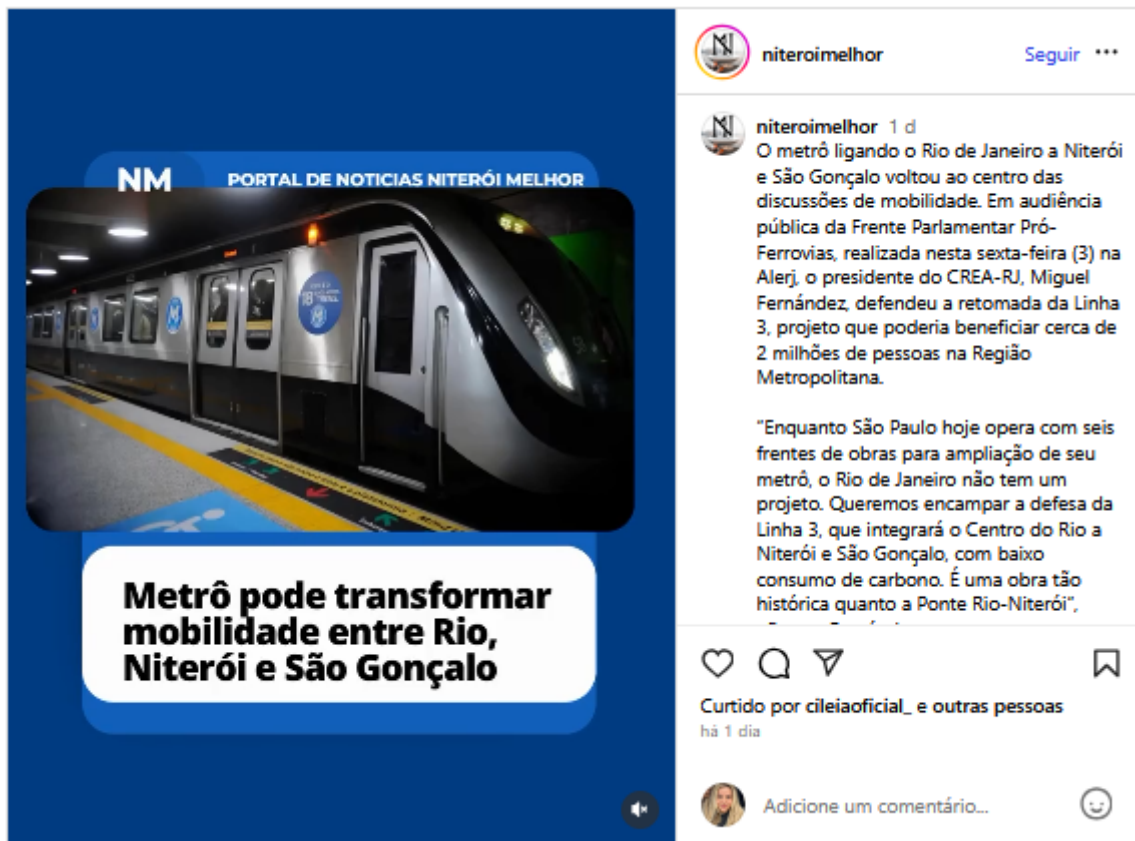 NM
PORTAL DE NOTICIAS NITERÓI MELHOR
Metrô pode transformar
mobilidade entre Rio,
Niterói e São Gonçalo
niteroimelhor
Seguir
niteroimelhor 1 d
O metrô ligando o Rio de Janeiro a Niterói
e São Gonçalo voltou ao centro das
discussões de mobilidade. Em audiência
pública da Frente Parlamentar Pró-
Ferrovias, realizada nesta sexta-feira (3) na
Alerj, o presidente do CREA-RJ, Miguel
Fernández, defendeu a retomada da Linha
3, projeto que poderia beneficiar cerca de
2 milhões de pessoas na Região
Metropolitana.
"Enquanto São Paulo hoje opera com seis
frentes de obras para ampliação de seu
metrô, o Rio de Janeiro não tem um
projeto. Queremos encampar a defesa da
Linha 3, que integrará o Centro do Rio a
Niterói e São Gonçalo, com baixo
consumo de carbono. É uma obra tão
histórica quanto a Ponte Rio-Niterói",
Curtido por cileiaoficial_ e outras pessoas
há 1 dia
Adicione um comentário...